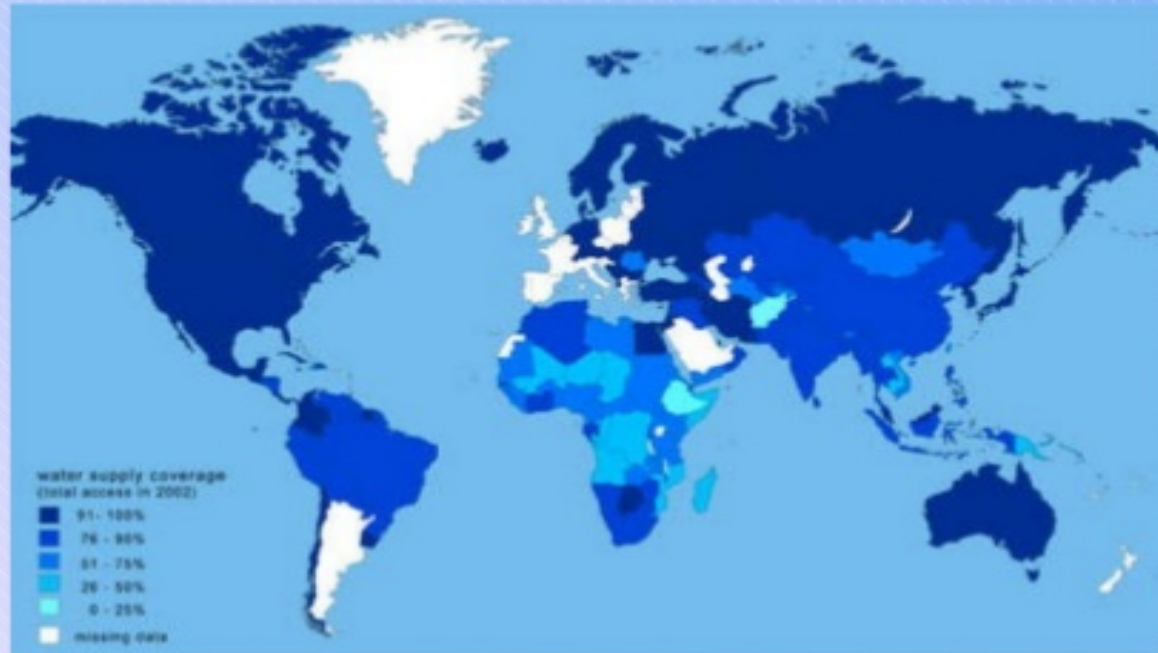 water supply coverage
(total access in 2002)
91- 100%
76 - 90%
51 - 75%
26 - 50%
0 - 25%
missing data